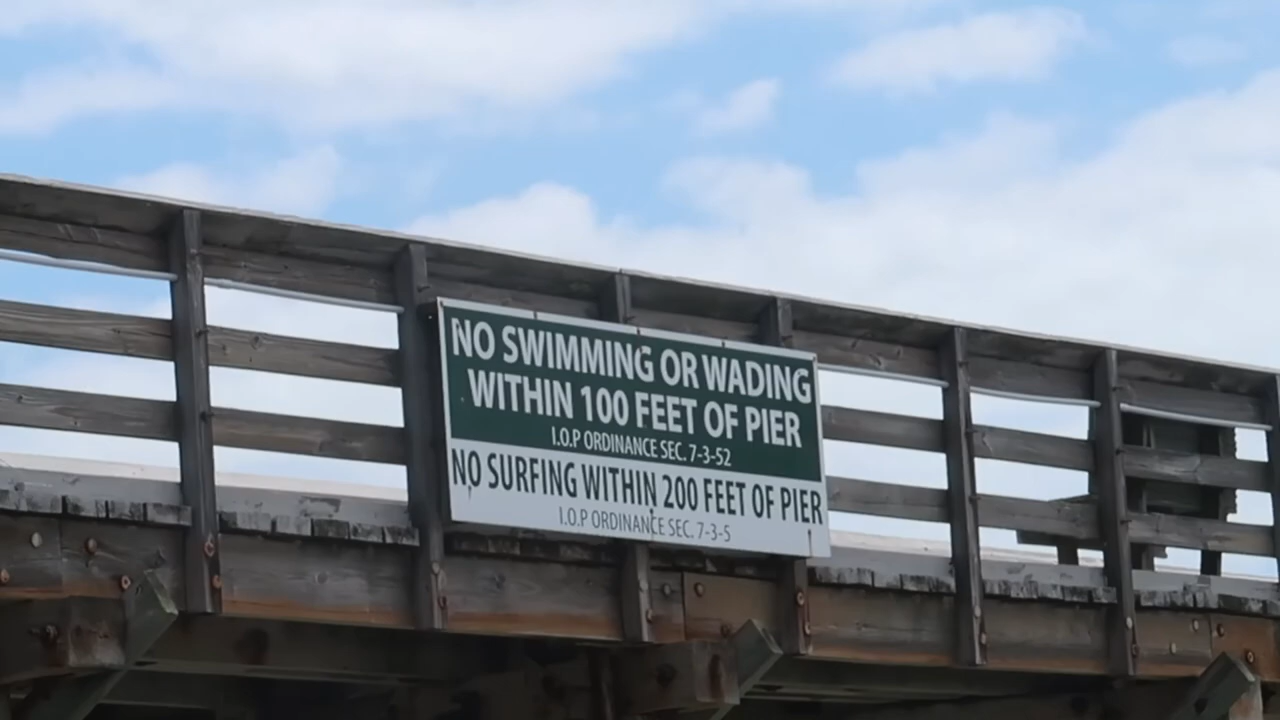 NO SWIMMING OR WADING
WITHIN 100 FEET OF PIER
I.O.P ORDINANCE SEC. 7-3-52
NO SURFING WITHIN 200 FEET OF PIER
I.O.P ORDINANCE SEC. 7-3-5